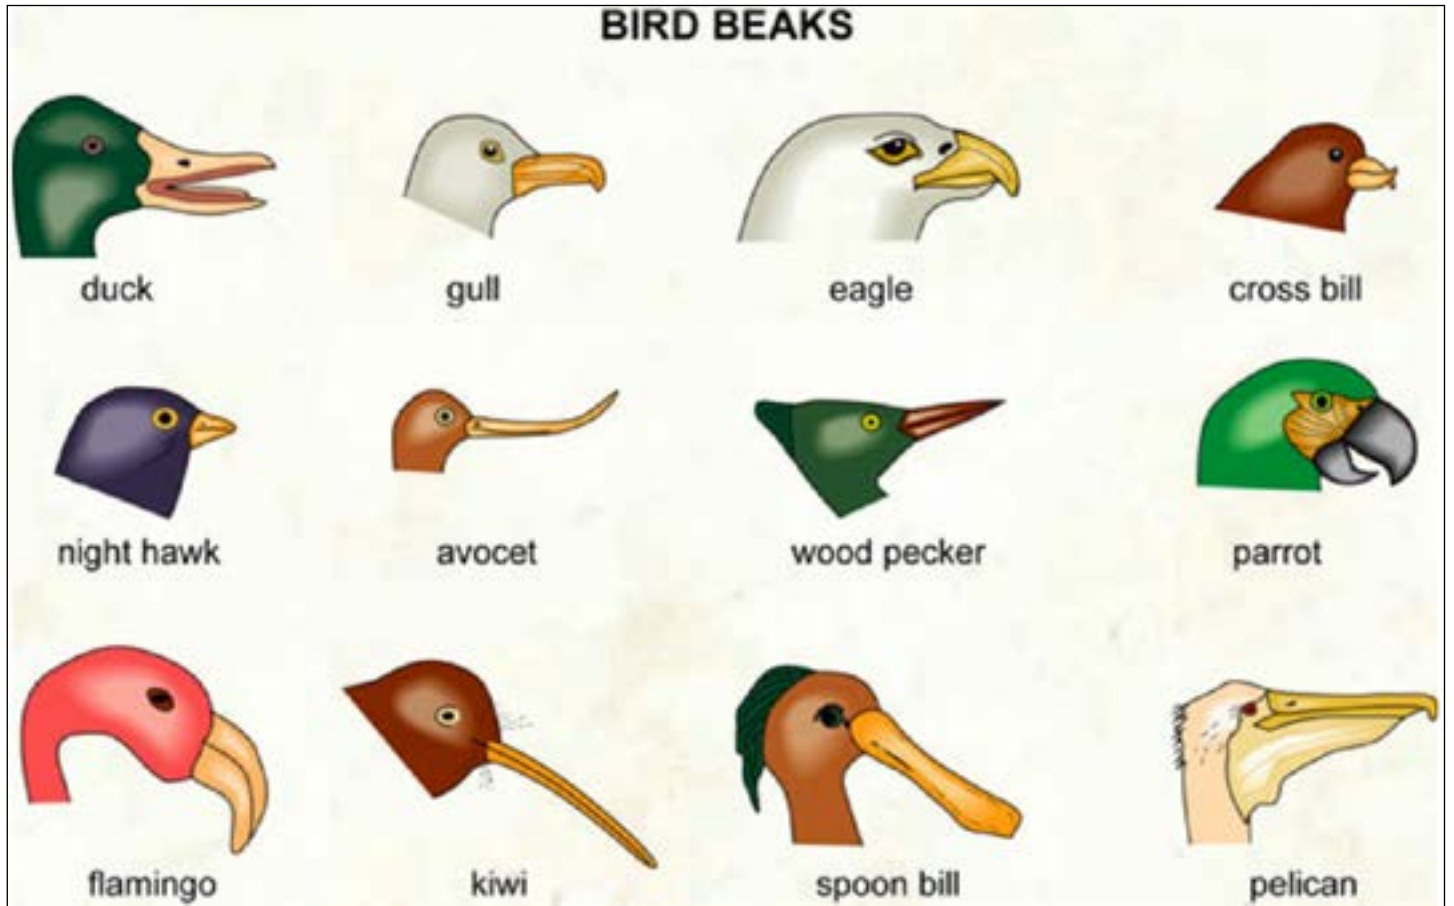 BIRD BEAKS
duck gull eagle cross bill
night hawk avocet wood pecker parrot
flamingo kiwi spoon bill pelican